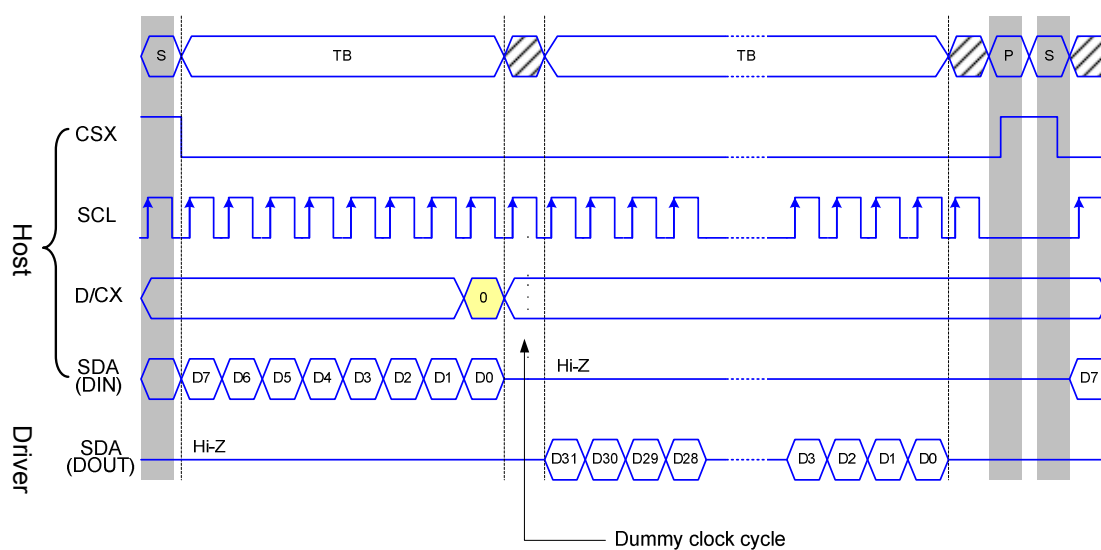 S TB TB P S
CSX
SCL
D/CX 0
SDA
(DIN) D7 D6 D5 D4 D3 D2 D1 D0 Hi-Z D7
SDA
(DOUT) Hi-Z D31 D30 D29 D28 D3 D2 D1 D0
Host
Driver
Dummy clock cycle